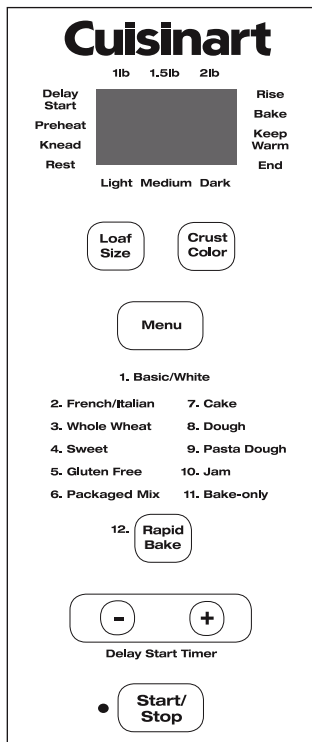 Cuisinart
1lb 1.5lb 2lb
Delay
Start
Preheat
Knead
Rest
Rise
Bake
Keep
Warm
End
Light Medium Dark
Loaf
Size
Crust
Color
Menu
1. Basic/White
2. French/Italian
3. Whole Wheat
4. Sweet
5. Gluten Free
6. Packaged Mix
7. Cake
8. Dough
9. Pasta Dough
10. Jam
11. Bake-only
12. Rapid
Bake
- +
Delay Start Timer
Start/
Stop